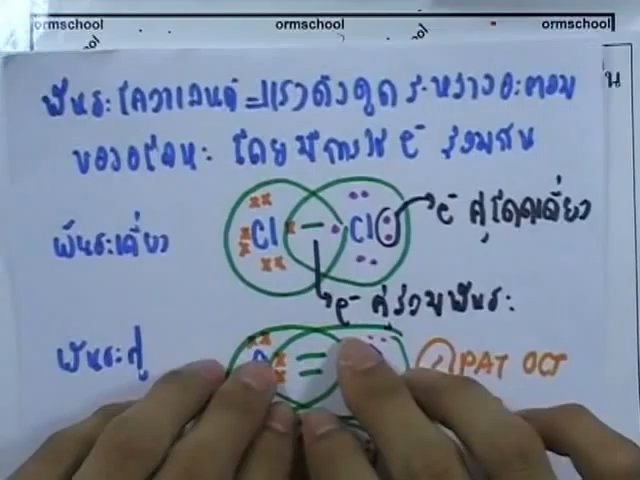 ormschool ormschool ormschool
พันธะโคเวเลนต์ = แรงดึงดูดระหว่างอะตอม
ของอโลหะ โดยมีการใช้ e⁻ ร่วมกัน
e⁻ คู่โดดเดี่ยว
พันธะเดี่ยว Cl — Cl
e⁻ คู่ร่วมพันธะ
พันธะคู่ = PAT OCT